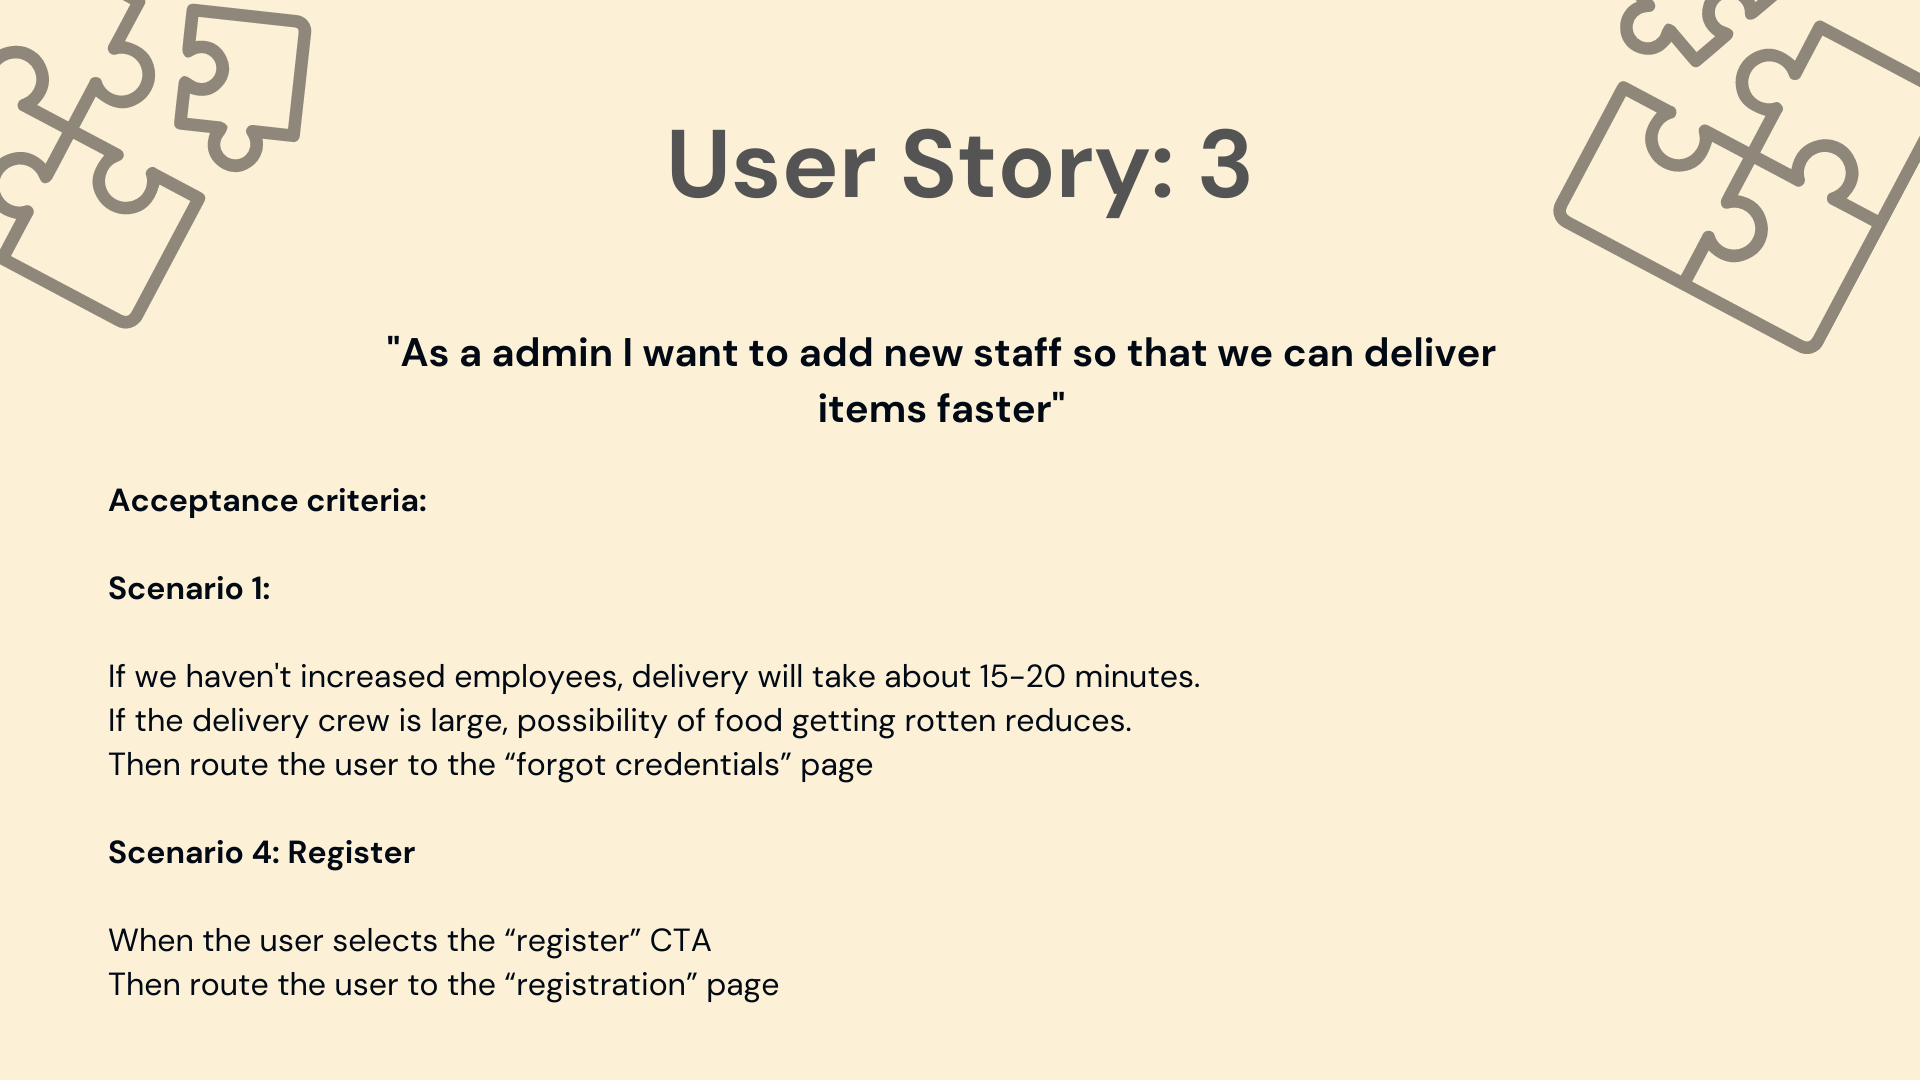 User Story: 3
"As a admin I want to add new staff so that we can deliver
items faster"
Acceptance criteria:
Scenario 1:
If we haven't increased employees, delivery will take about 15-20 minutes.
If the delivery crew is large, possibility of food getting rotten reduces.
Then route the user to the “forgot credentials” page
Scenario 4: Register
When the user selects the “register” CTA
Then route the user to the “registration” page